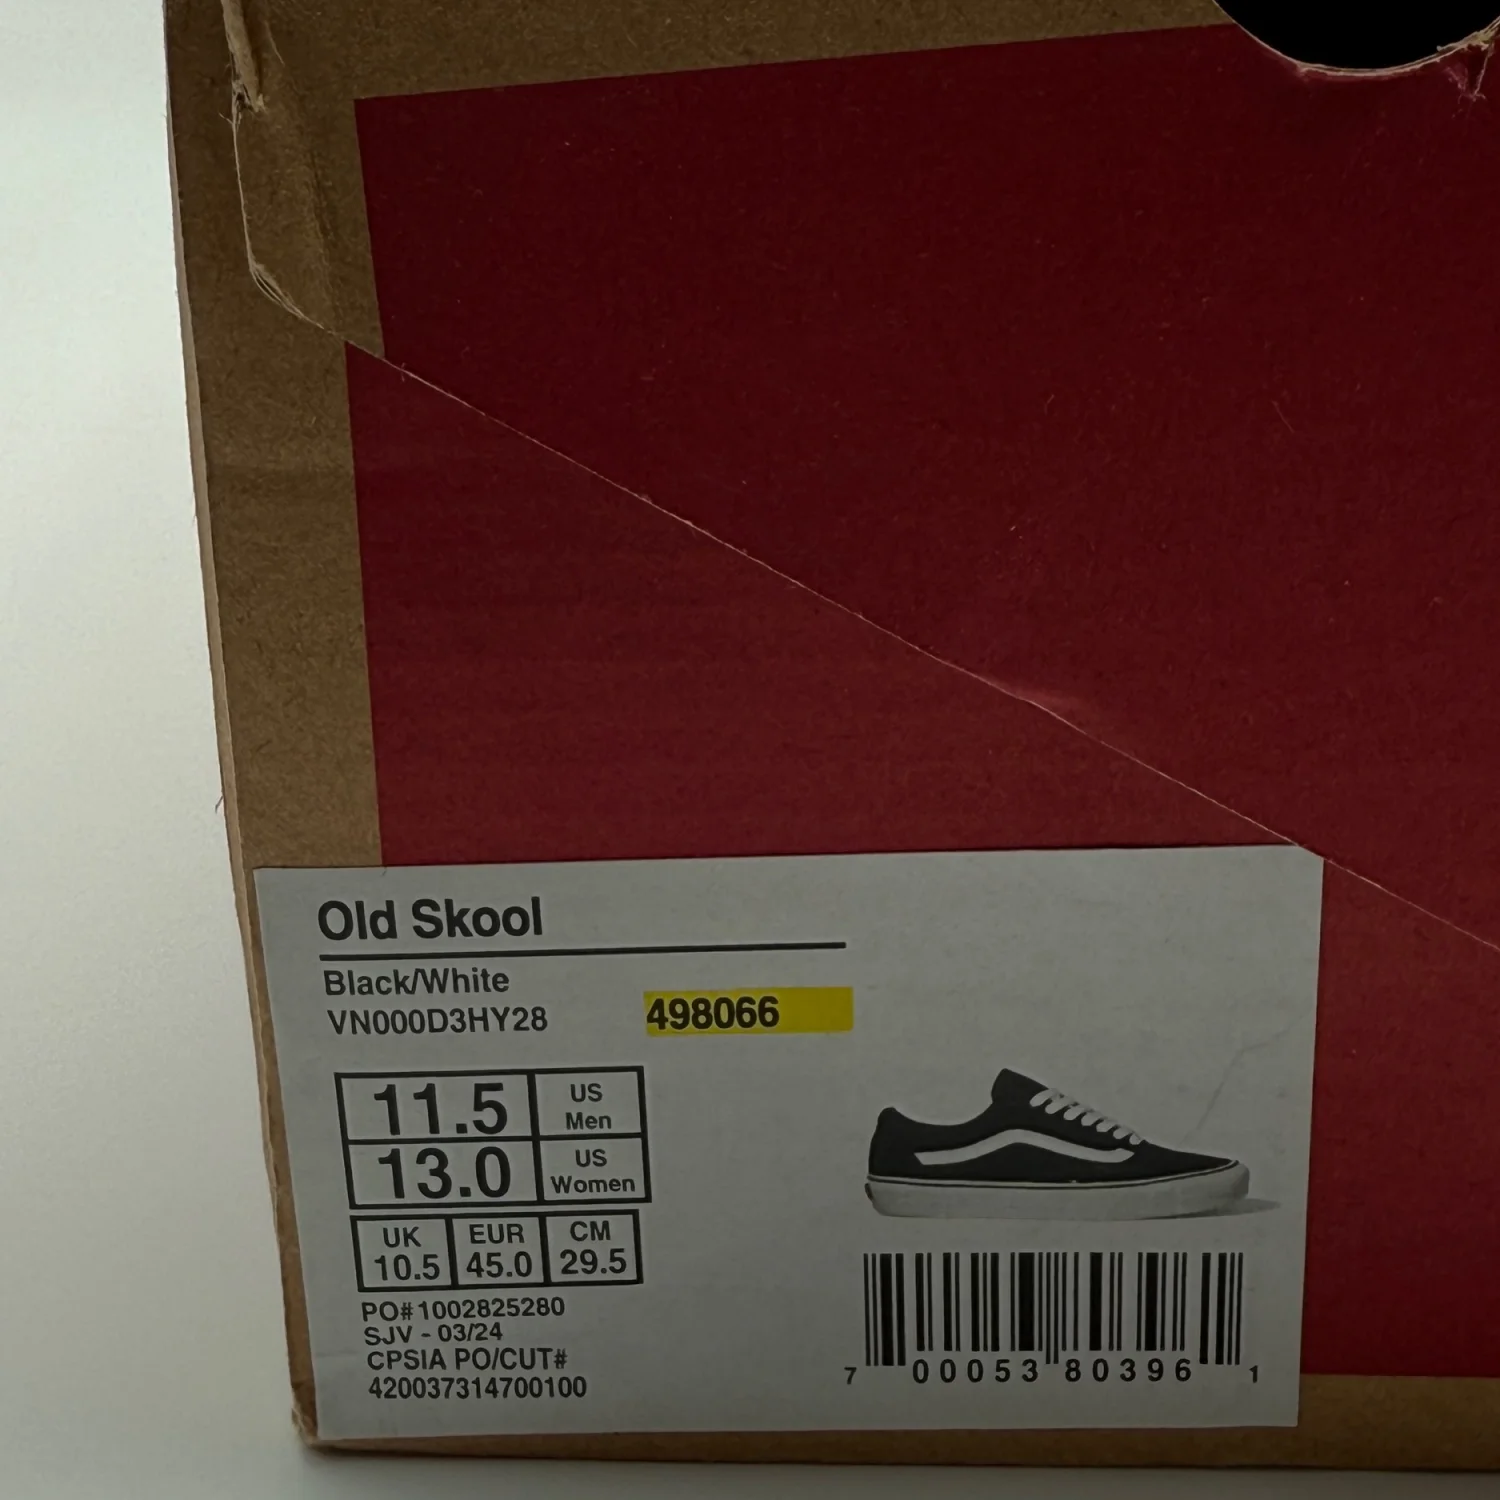 Old Skool
Black/White
VN000D3HY28 498066
11.5 US Men
13.0 US Women
UK EUR CM
10.5 45.0 29.5
PO#1002825280
SJV - 03/24
CPSIA PO/CUT#
420037314700100
7 00053 80396 1